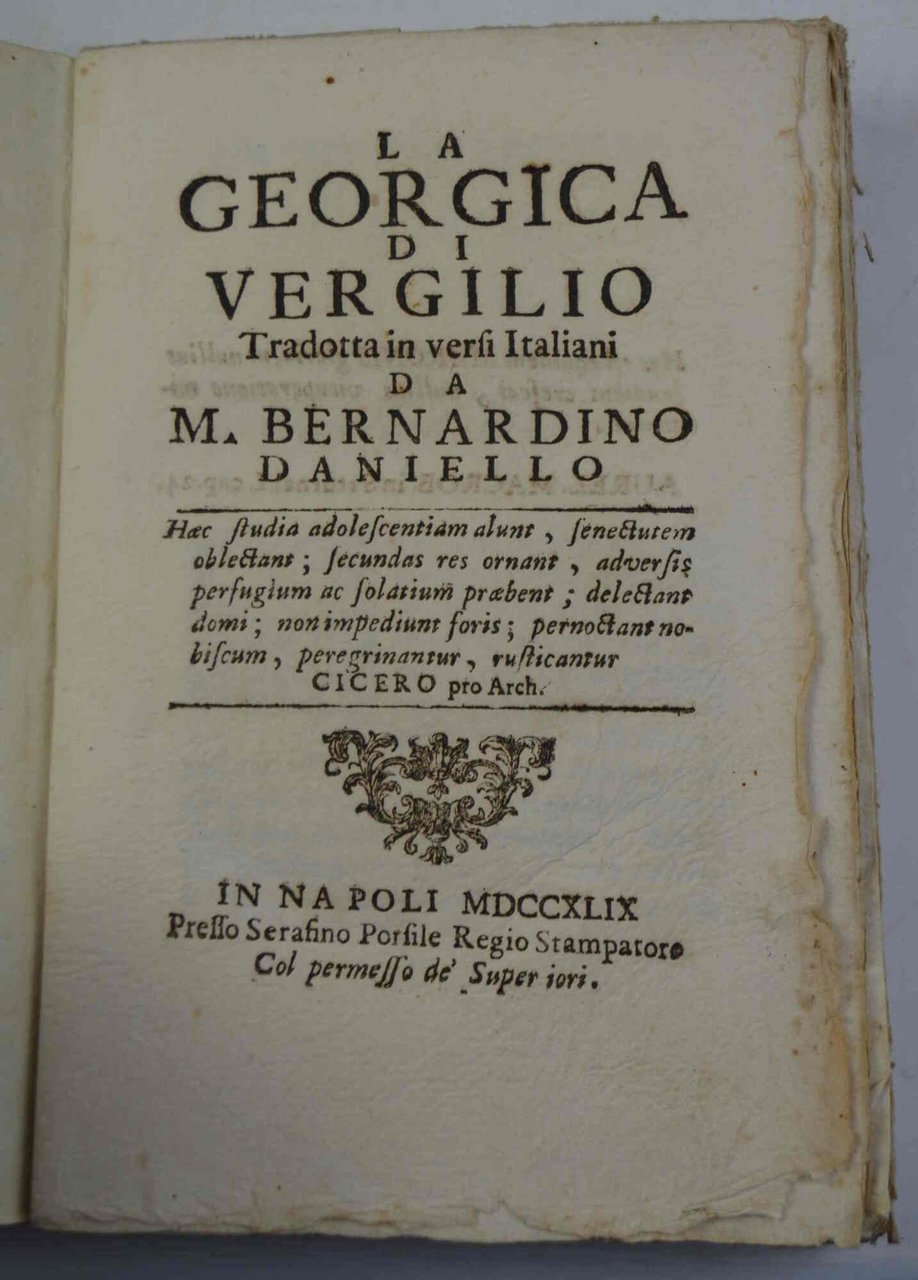 LA
GEORGICA
DI
VERGILIO
Tradotta in verſi Italiani
DA
M. BERNARDINO
DANIELLO
Hæc ſtudia adoleſcentiam alunt, ſenectutem
oblectant; ſecundas res ornant, adverſis
perfugium ac ſolatium præbent; delectant
domi; non impediunt foris; pernoctant no-
biſcum, peregrinantur, ruſticantur
CICERO pro Arch.
IN NAPOLI MDCCXLIX
Preſſo Serafino Porſile Regio Stampatore
Col permeſſo de' Superiori.